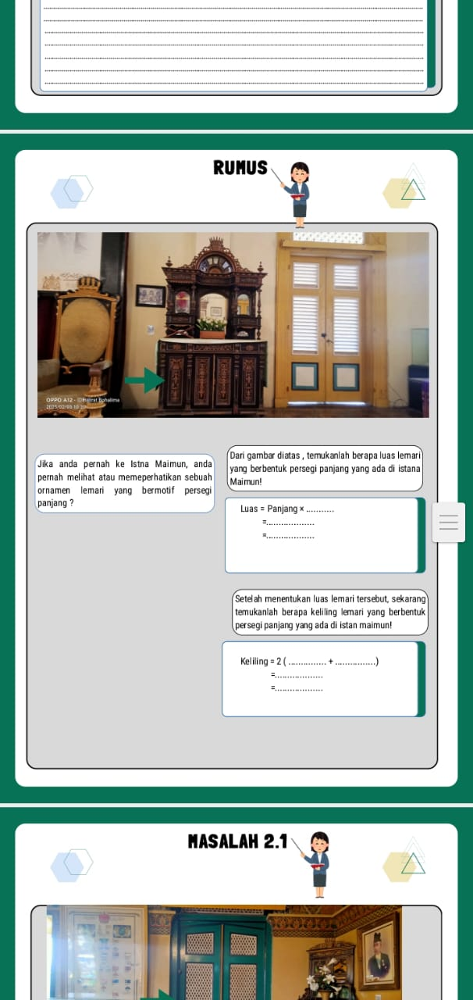 RUMUS
OPPO A12 · ©Hairat Bohalima
2023/02/03 10:20
Jika anda pernah ke Istna Maimun, anda
pernah melihat atau memeperhatikan sebuah
ornamen lemari yang bermotif persegi
panjang ?
Dari gambar diatas , temukanlah berapa luas lemari
yang berbentuk persegi panjang yang ada di istana
Maimun!
Luas = Panjang × ...........
=...................
=...................
Setelah menentukan luas lemari tersebut, sekarang
temukanlah berapa keliling lemari yang berbentuk
persegi panjang yang ada di istan maimun!
Keliling = 2 ( ............... + ................)
=...................
=...................
MASALAH 2.1